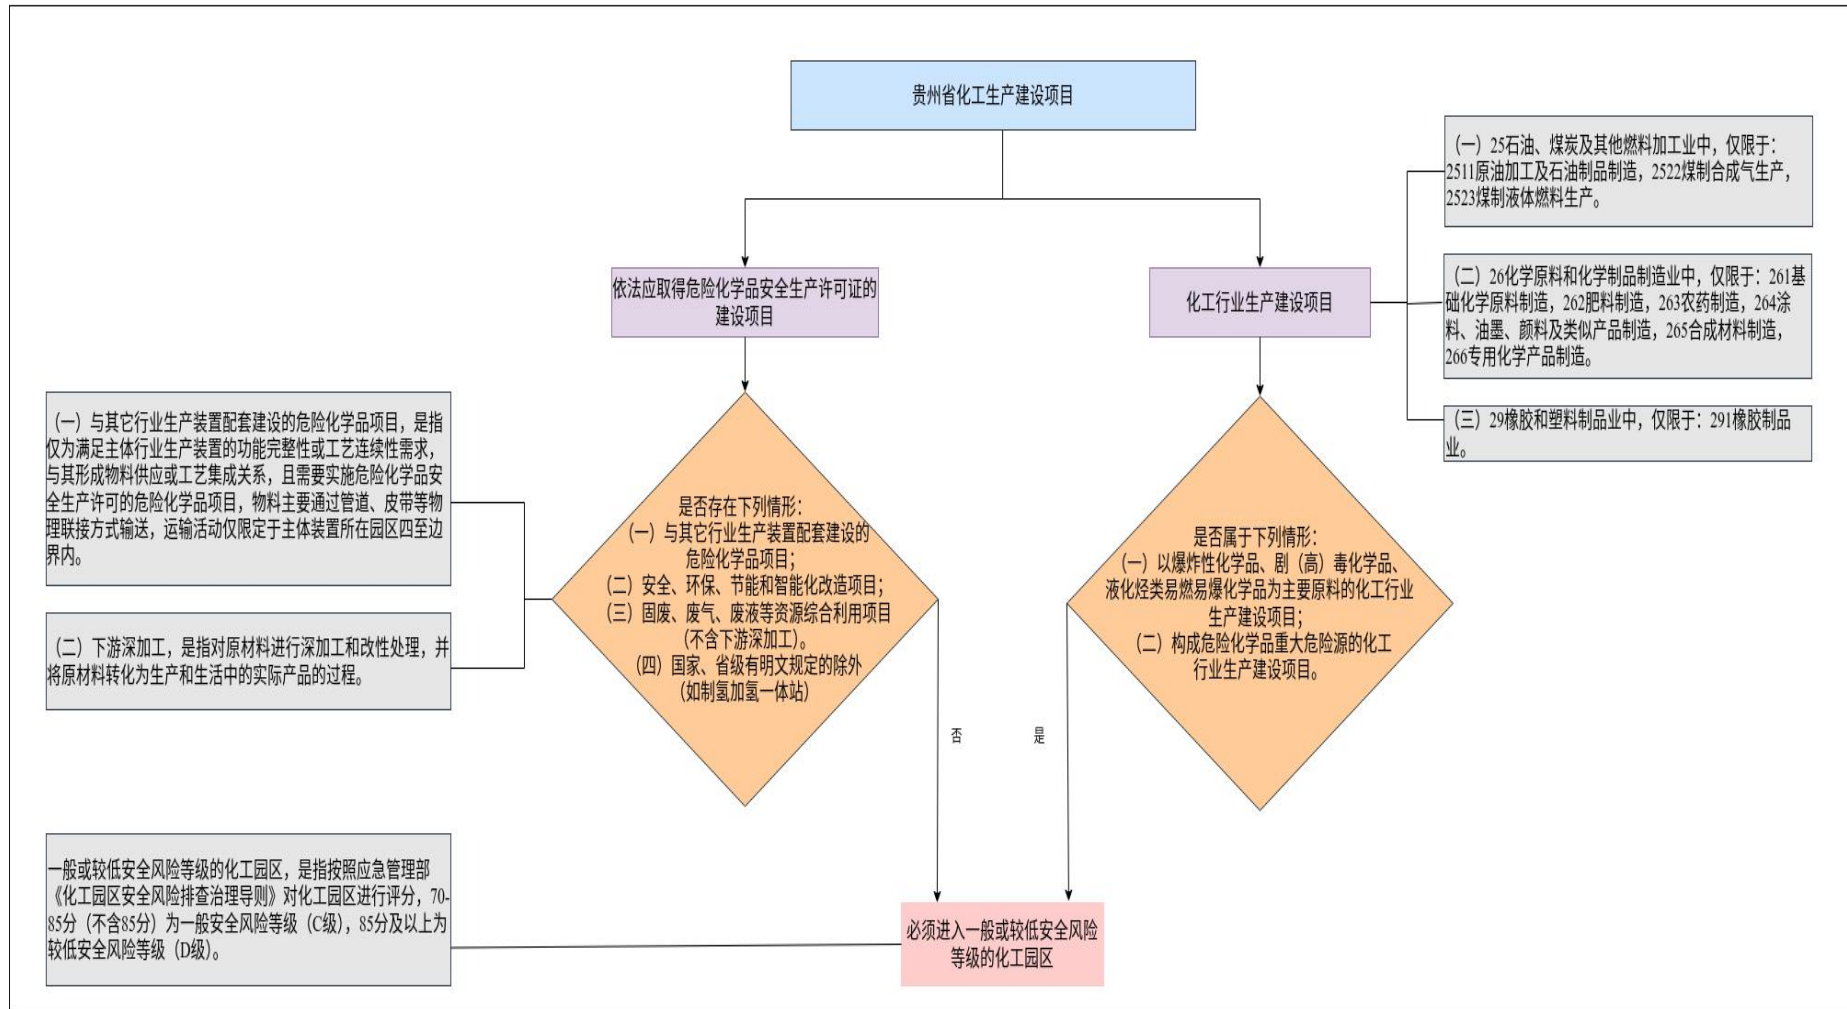 贵州省化工生产建设项目
依法应取得危险化学品安全生产许可证的
建设项目
化工行业生产建设项目
（一）25石油、煤炭及其他燃料加工业中，仅限于：
2511原油加工及石油制品制造，2522煤制合成气生产，
2523煤制液体燃料生产。
（二）26化学原料和化学制品制造业中，仅限于：261基
础化学原料制造，262肥料制造，263农药制造，264涂
料、油墨、颜料及类似产品制造，265合成材料制造，
266专用化学产品制造。
（三）29橡胶和塑料制品业中，仅限于：291橡胶制品
业。
（一）与其它行业生产装置配套建设的危险化学品项目，是指
仅为满足主体行业生产装置的功能完整性或工艺连续性需求，
与其形成物料供应或工艺集成关系，且需要实施危险化学品安
全生产许可的危险化学品项目，物料主要通过管道、皮带等物
理联接方式输送，运输活动仅限定于主体装置所在园区四至边
界内。
（二）下游深加工，是指对原材料进行深加工和改性处理，并
将原材料转化为生产和生活中的实际产品的过程。
是否存在下列情形：
（一）与其它行业生产装置配套建设的
危险化学品项目；
（二）安全、环保、节能和智能化改造项目；
（三）固废、废气、废液等资源综合利用项目
（不含下游深加工）。
（四）国家、省级有明文规定的除外
（如制氢加氢一体站）
是否属于下列情形：
（一）以爆炸性化学品、剧（高）毒化学品、
液化烃类易燃易爆化学品为主要原料的化工行业
生产建设项目；
（二）构成危险化学品重大危险源的化工
行业生产建设项目。
否
是
一般或较低安全风险等级的化工园区，是指按照应急管理部
《化工园区安全风险排查治理导则》对化工园区进行评分，70-
85分（不含85分）为一般安全风险等级（C级），85分及以上为
较低安全风险等级（D级）。
必须进入一般或较低安全风险
等级的化工园区